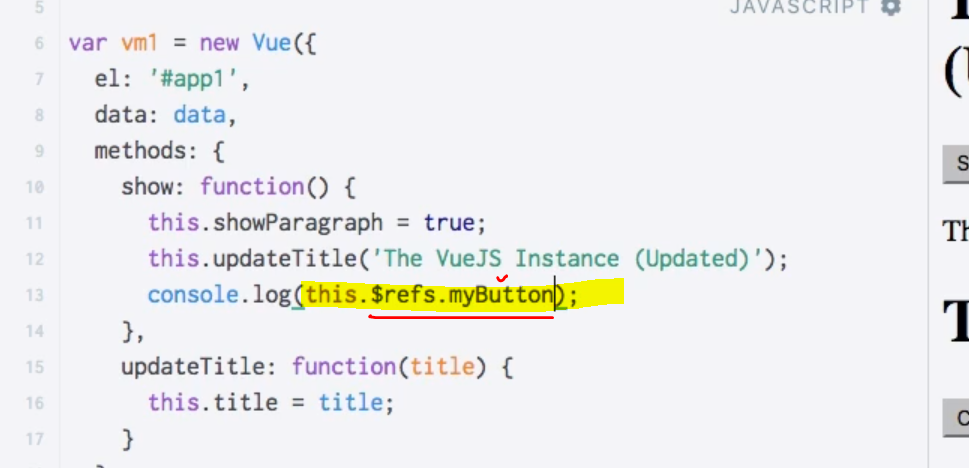 JAVASCRIPT
5
6 var vm1 = new Vue({
7 el: '#app1',
8 data: data,
9 methods: {
10 show: function() {
11 this.showParagraph = true;
12 this.updateTitle('The VueJS Instance (Updated)');
13 console.log(this.$refs.myButton);
14 },
15 updateTitle: function(title) {
16 this.title = title;
17 }
(
S
Th
T
C